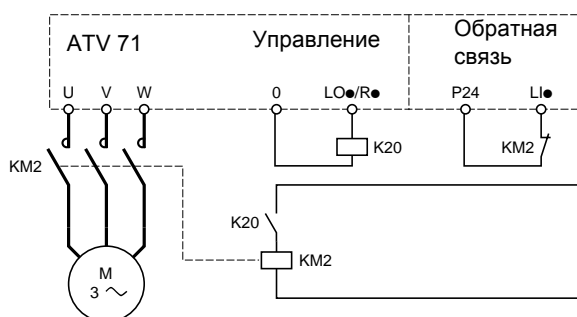 ATV 71
Управление
Обратная
связь
U
V
W
0
LO●/R●
P24
LI●
KM2
K20
KM2
K20
KM2
M
3